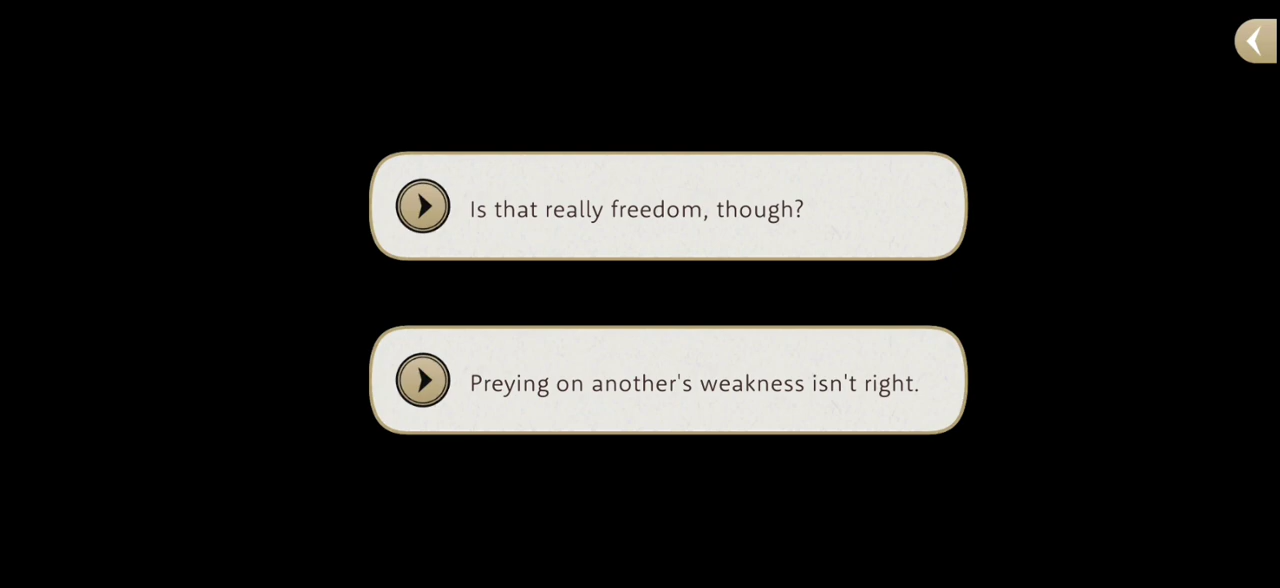 Is that really freedom, though?
Preying on another's weakness isn't right.